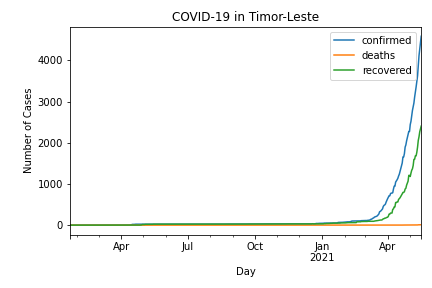 COVID-19 in Timor-Leste
confirmed
deaths
recovered
Number of Cases
4000
3000
2000
1000
0
Apr
Jul
Oct
Jan
2021
Apr
Day